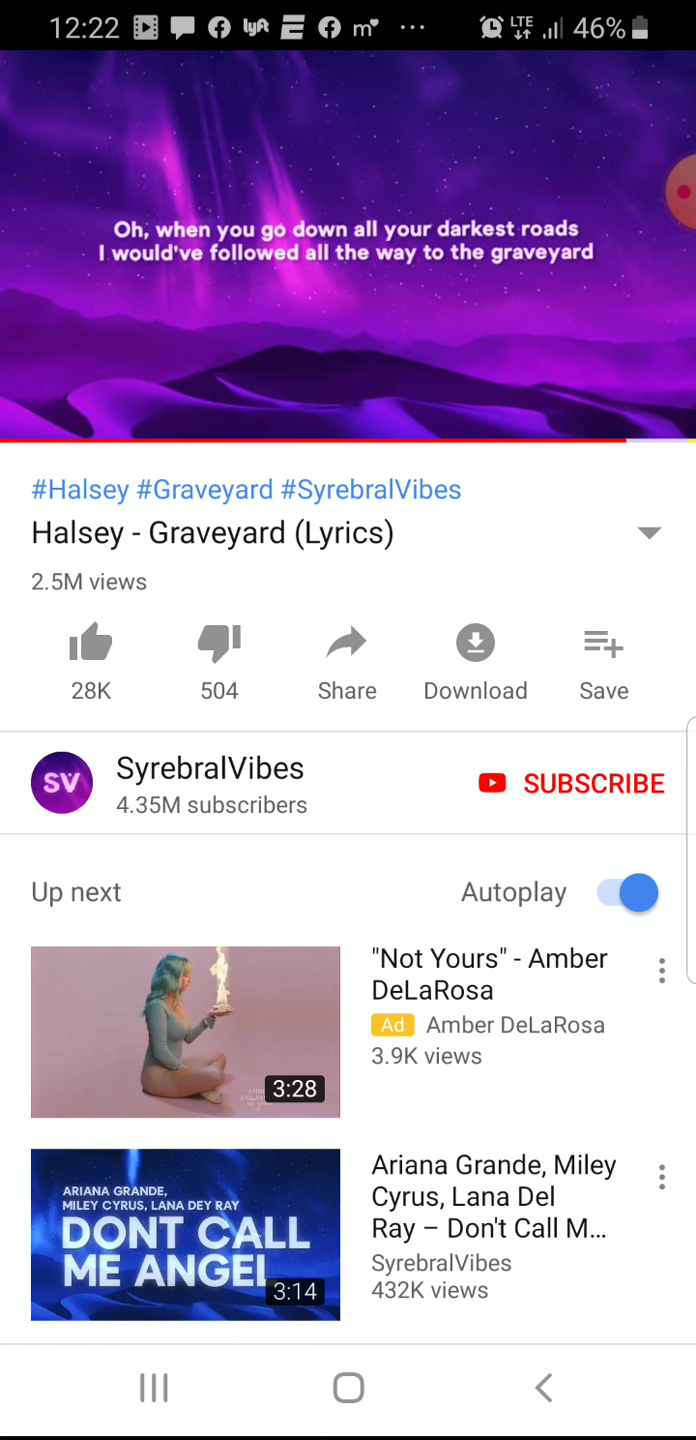 12:22 lyft E m ... LTE 46%
Oh, when you go down all your darkest roads
I would've followed all the way to the graveyard
#Halsey #Graveyard #SyrebralVibes
Halsey - Graveyard (Lyrics)
2.5M views
28K 504 Share Download Save
SV SyrebralVibes
4.35M subscribers
SUBSCRIBE
Up next Autoplay
"Not Yours" - Amber
DeLaRosa
Ad Amber DeLaRosa
3.9K views
3:28
ARIANA GRANDE,
MILEY CYRUS, LANA DEY RAY
DONT CALL
ME ANGEL
3:14
Ariana Grande, Miley
Cyrus, Lana Del
Ray – Don't Call M...
SyrebralVibes
432K views